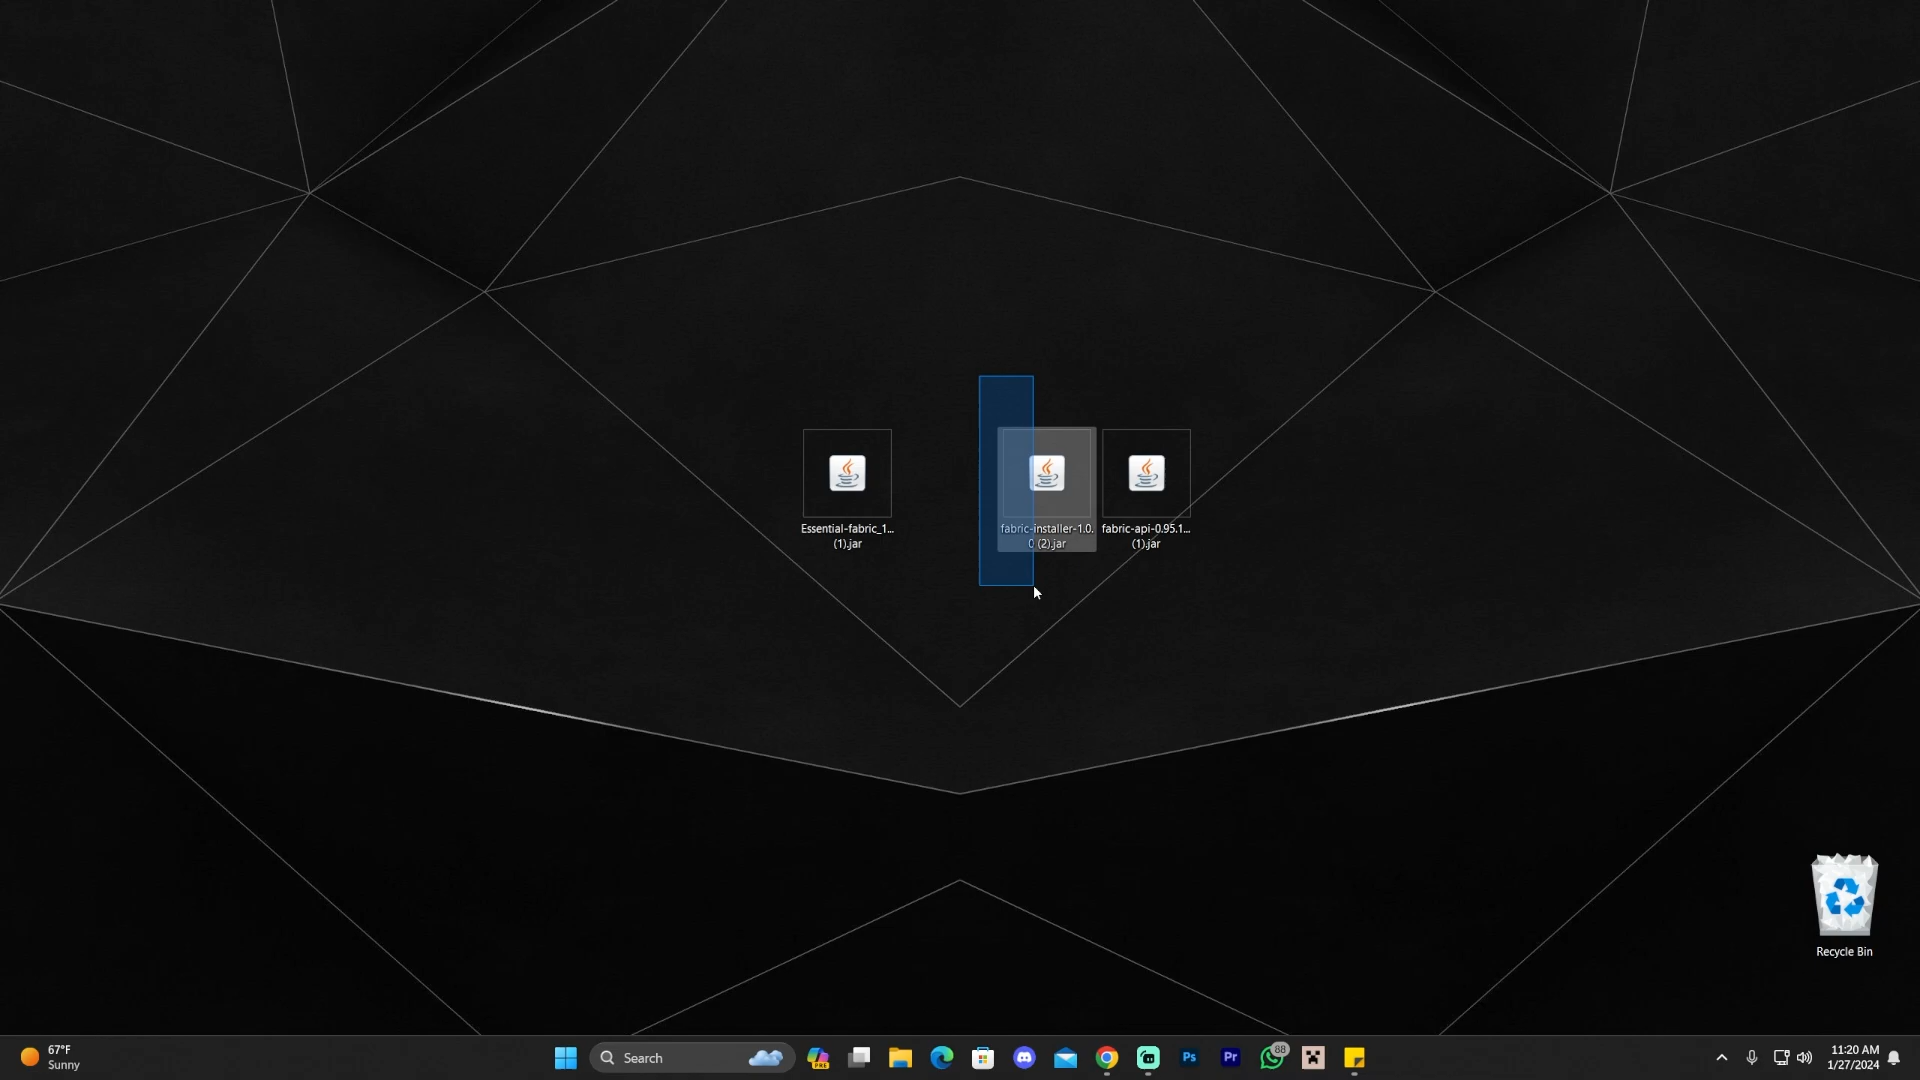 Essential-fabric_1...
(1).jar
fabric-installer-1.0.
0 (2).jar
fabric-api-0.95.1...
(1).jar
Recycle Bin
67°F
Sunny
Search
PRE
Ps
Pr
88
11:20 AM
1/27/2024